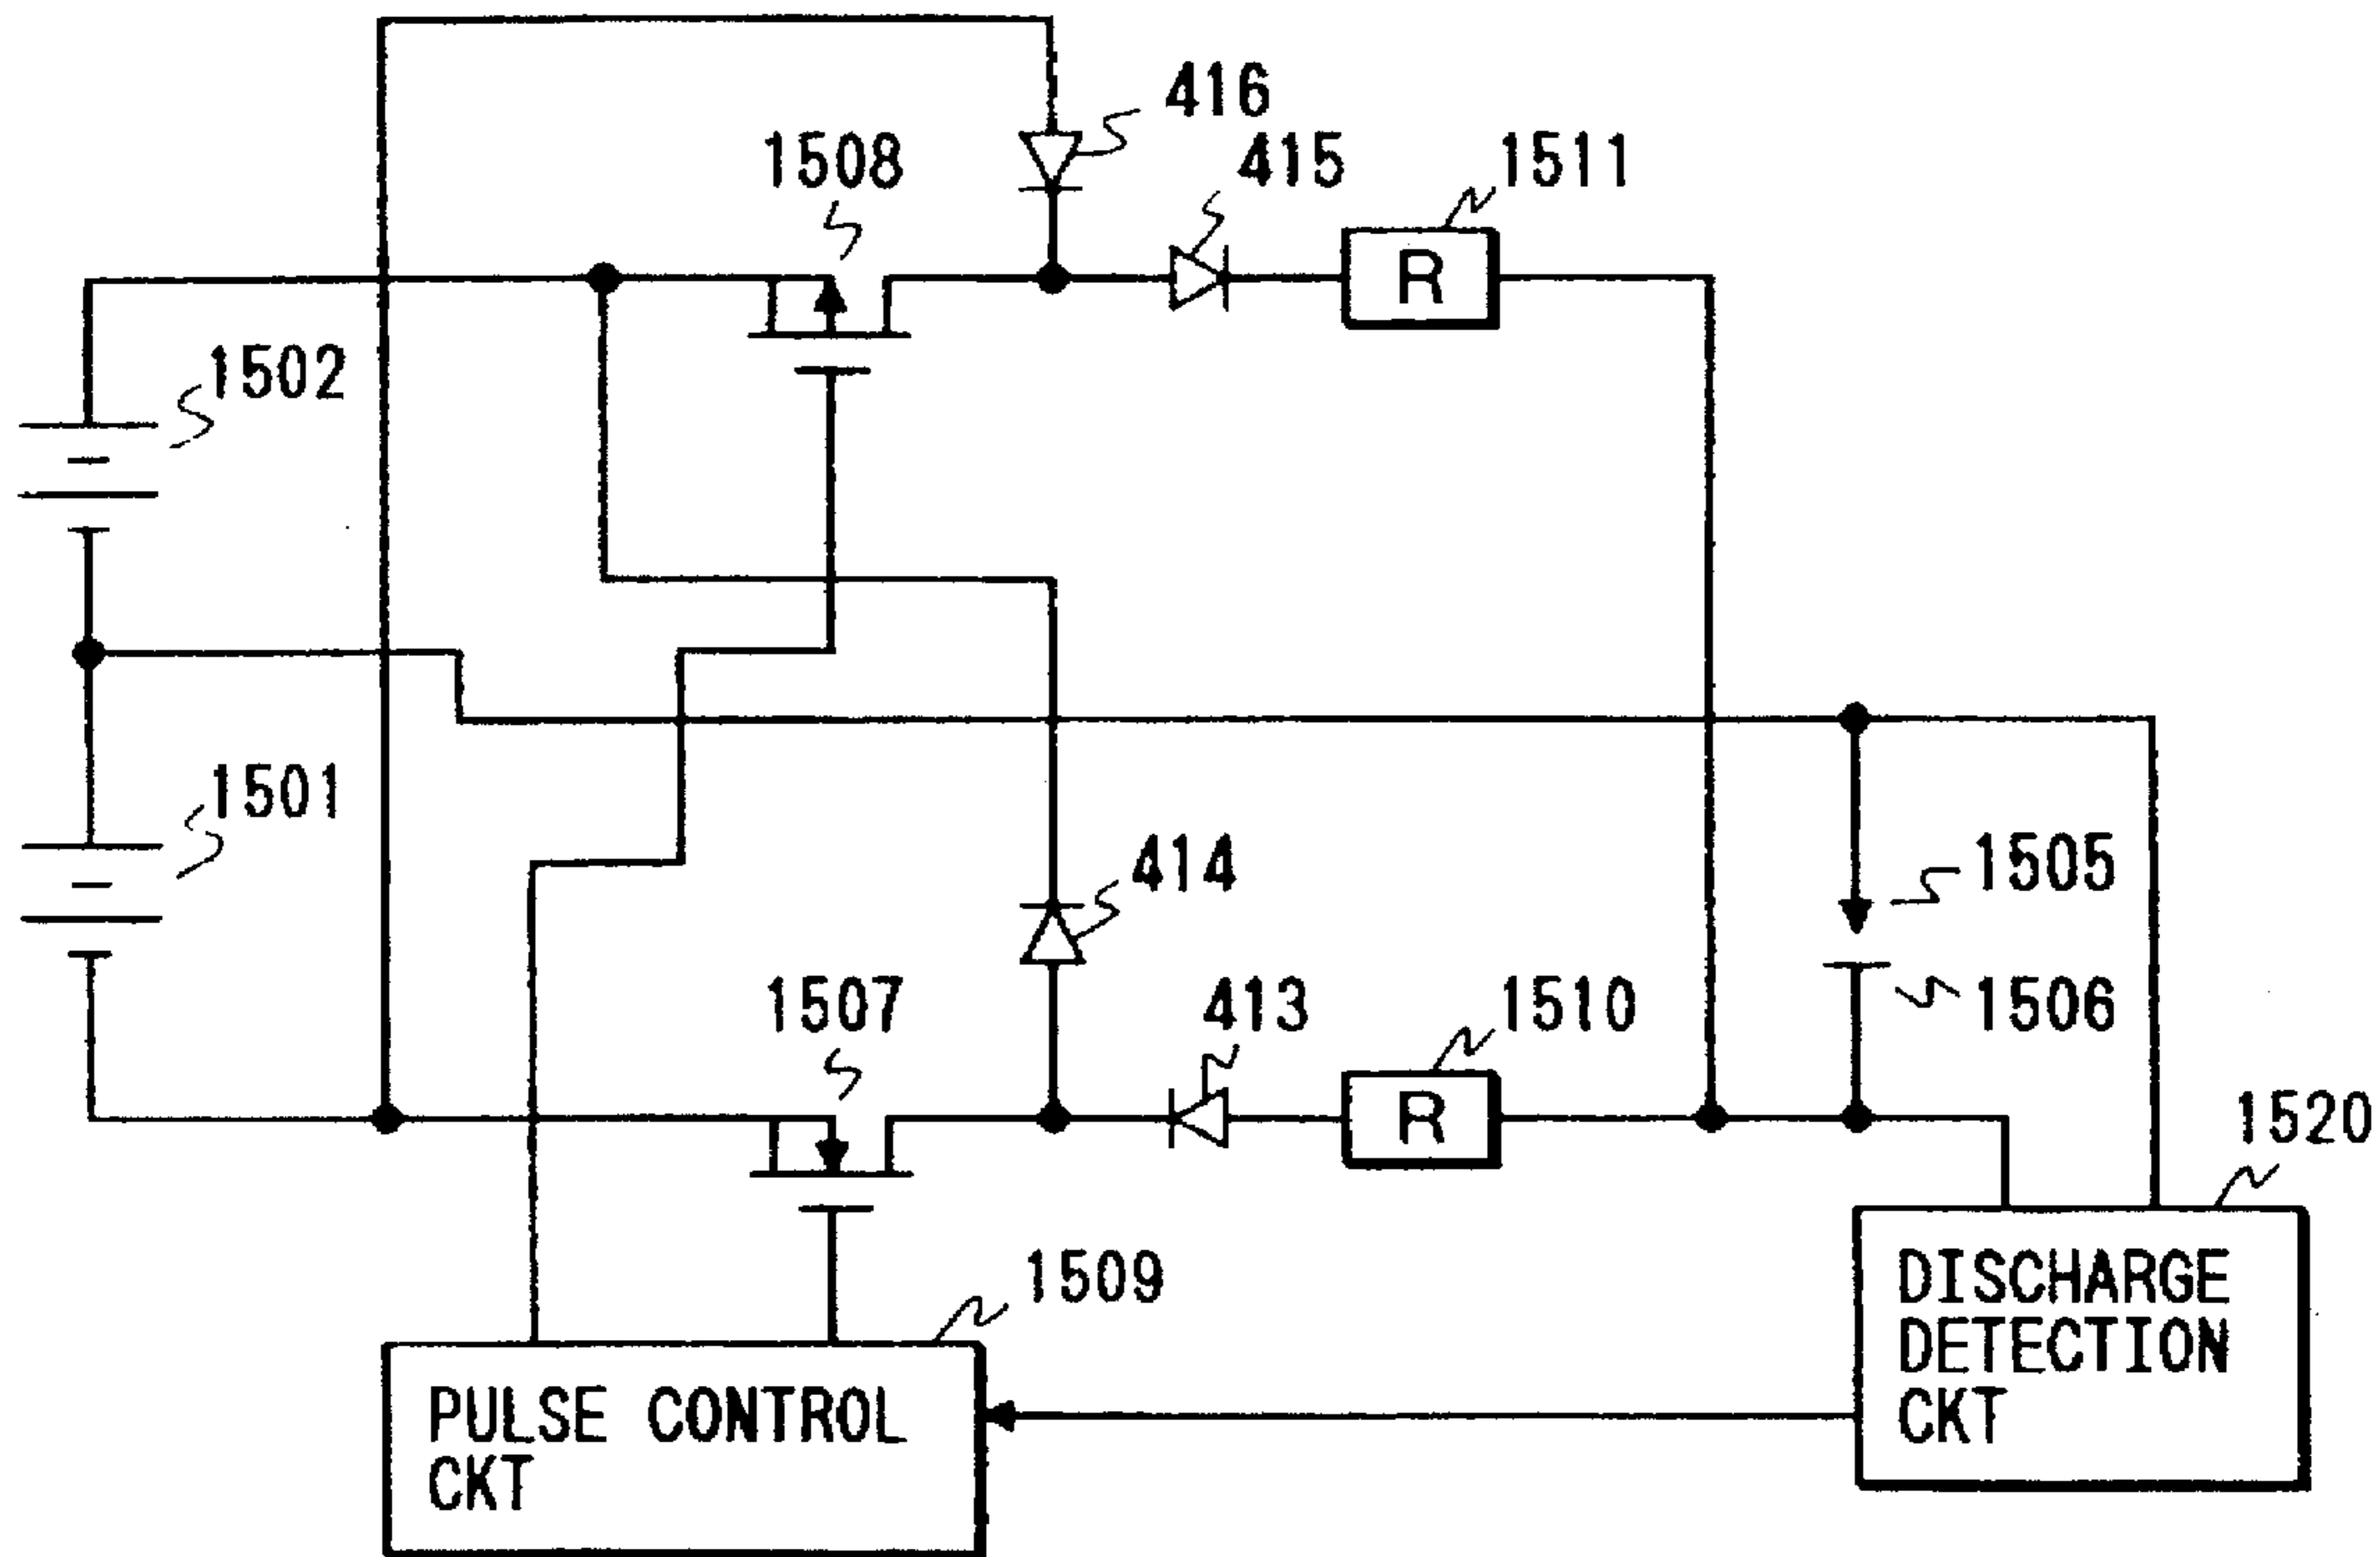 416
1508
415
1511
R
1502
1501
414
1505
1507
413
1510
1506
R
1520
1509
DISCHARGE
DETECTION
CKT
PULSE CONTROL
CKT